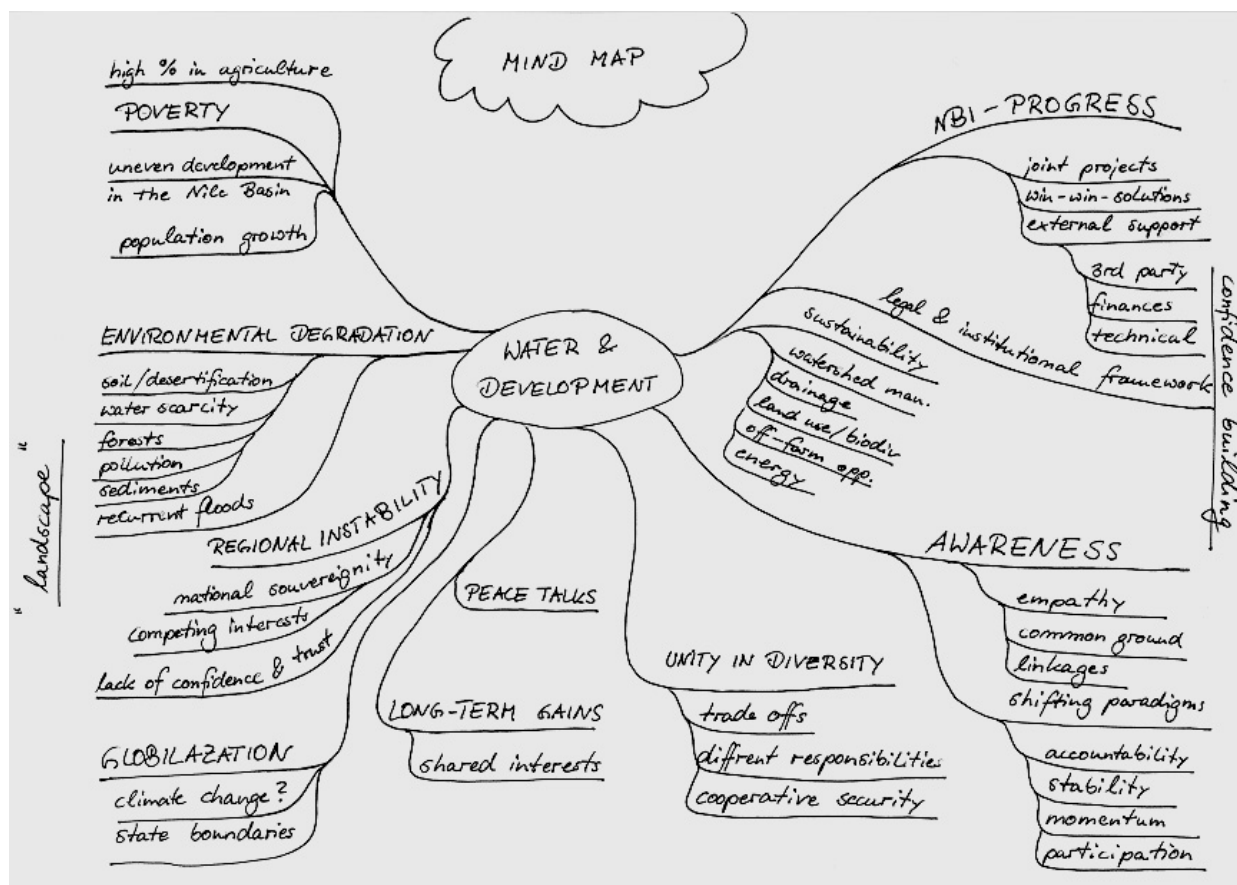 MIND MAP
high % in agriculture
POVERTY
uneven development
in the Nile Basin
population growth
ENVIRONMENTAL DEGRADATION
soil/desertification
water scarcity
forests
pollution
sediments
recurrent floods
"landscape"
REGIONAL INSTABILITY
national souvereignity
competing interests
lack of confidence & trust
GLOBILAZATION
climate change?
state boundaries
WATER &
DEVELOPMENT
PEACE TALKS
LONG-TERM GAINS
shared interests
UNITY IN DIVERSITY
trade offs
diffrent responsibilities
cooperative security
NBI-PROGRESS
joint projects
win-win-solutions
external support
3rd party
finances
technical
legal & institutional framework
sustainability
watershed man.
drainage
land use/biodiv
off-farm opp.
energy
confidence building
AWARENESS
empathy
common ground
linkages
shifting paradigms
accountability
stability
momentum
participation